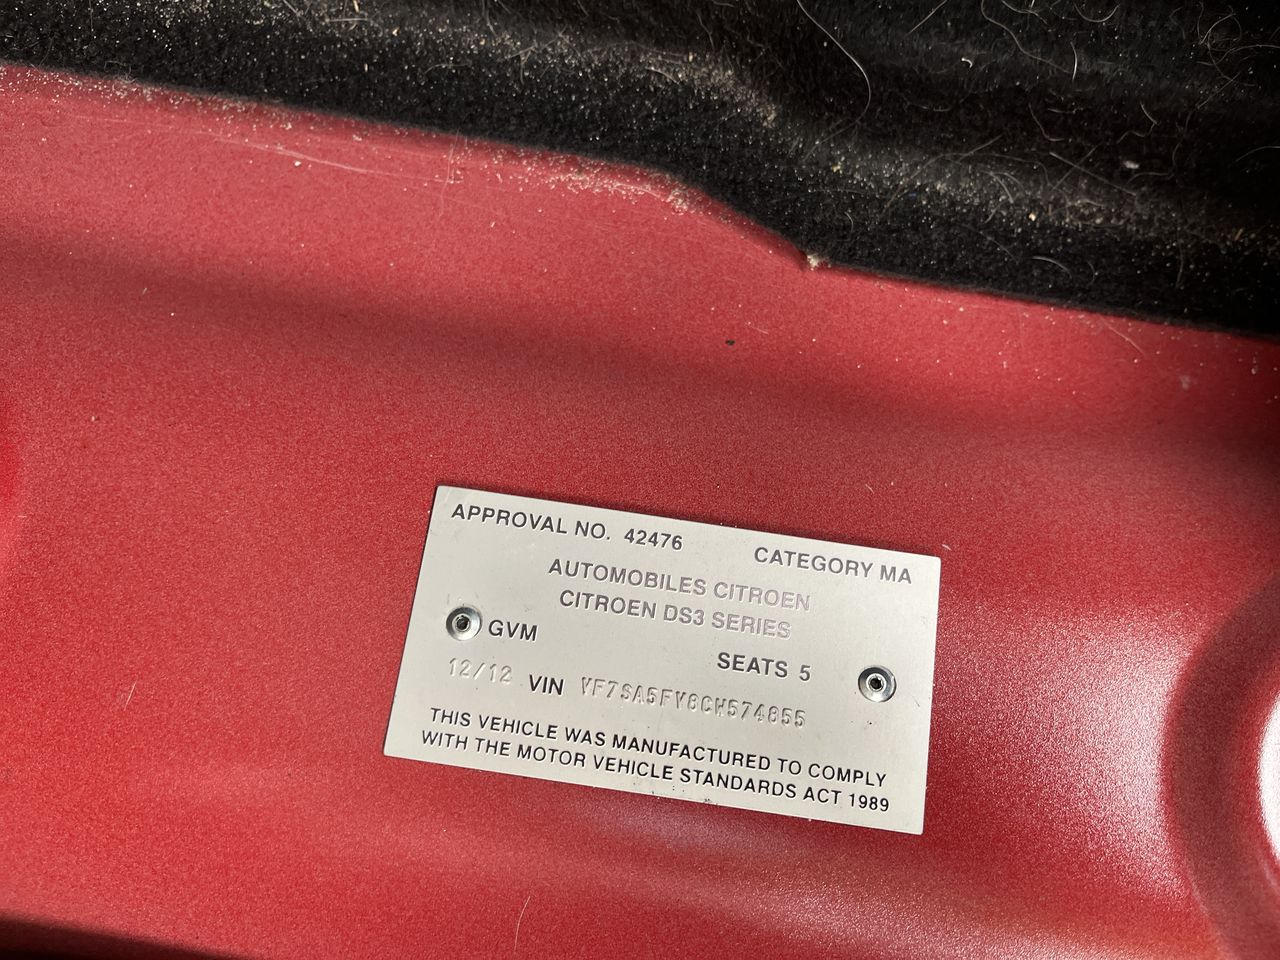 APPROVAL NO. 42476 CATEGORY MA
AUTOMOBILES CITROEN
CITROEN DS3 SERIES
GVM SEATS 5
12/12 VIN VF7SA5FV8CW574855
THIS VEHICLE WAS MANUFACTURED TO COMPLY
WITH THE MOTOR VEHICLE STANDARDS ACT 1989